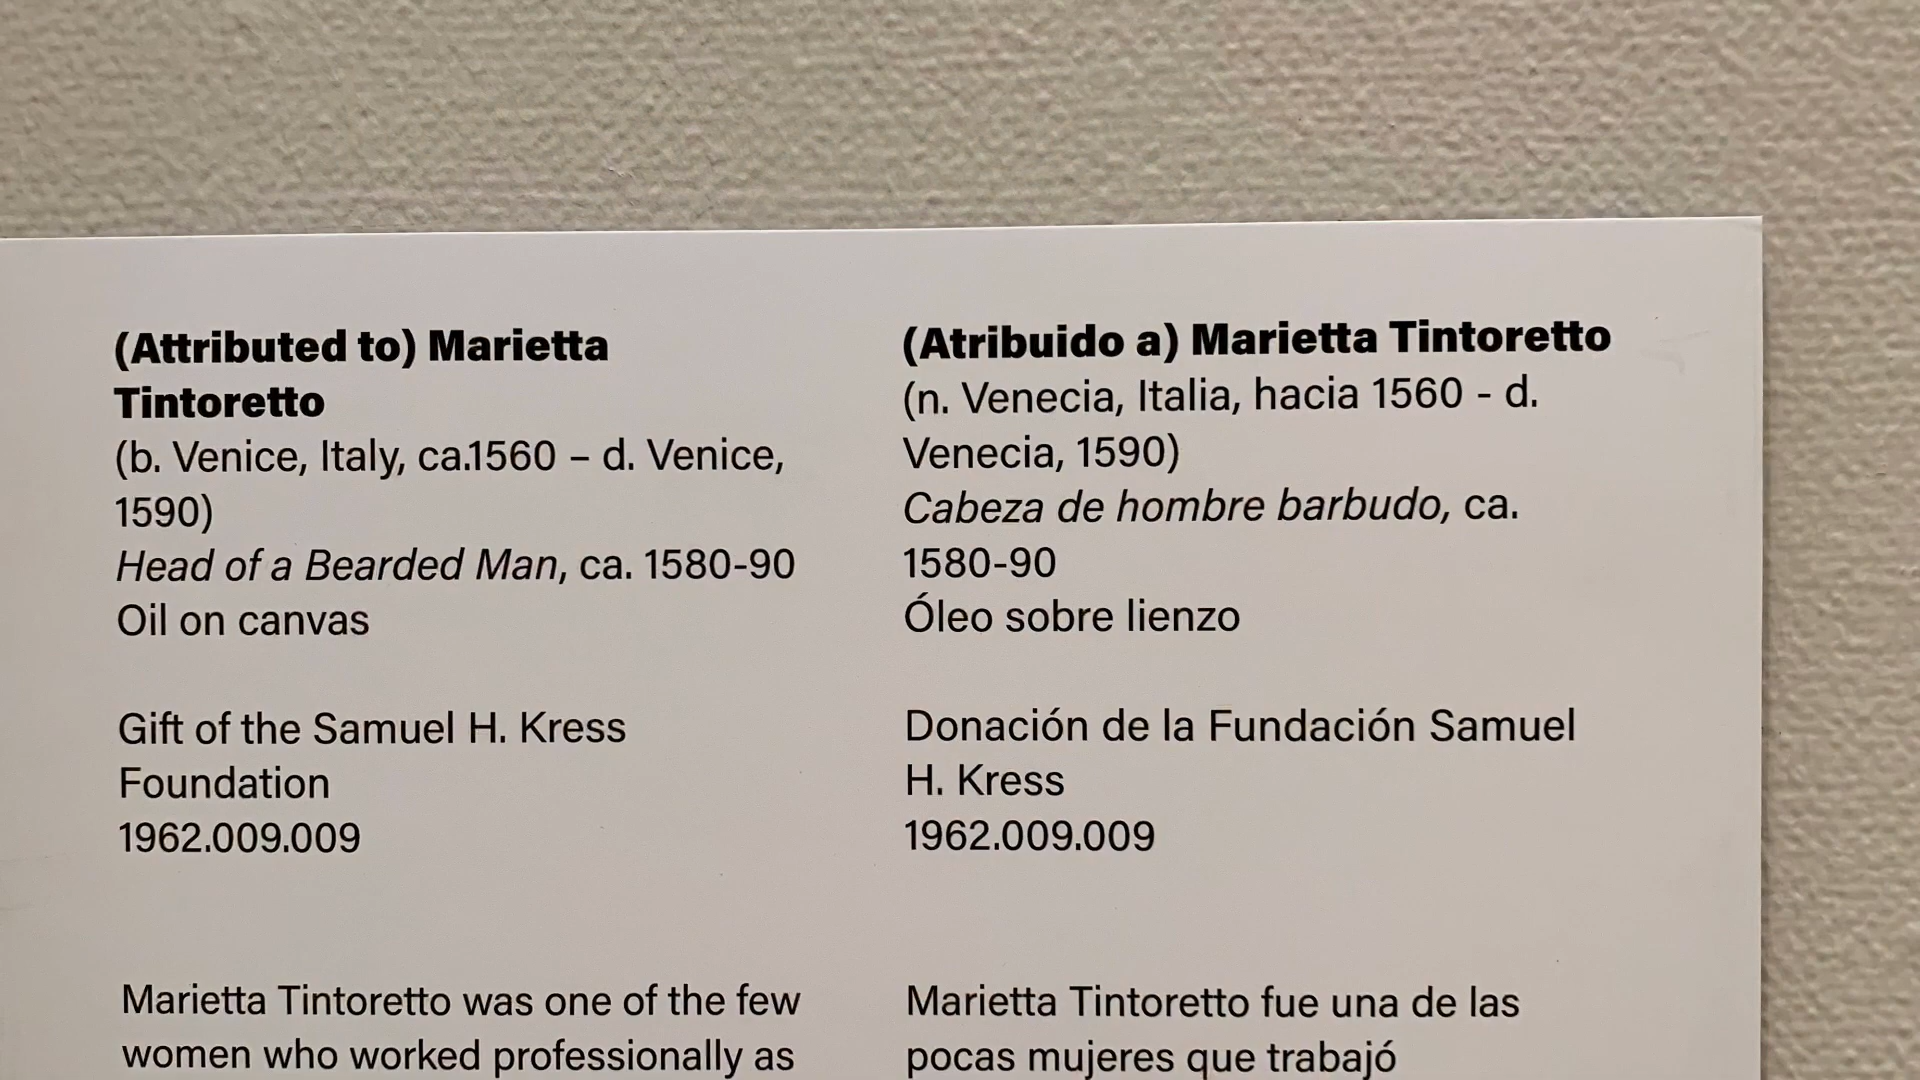 (Attributed to) Marietta
Tintoretto
(b. Venice, Italy, ca.1560 – d. Venice,
1590)
Head of a Bearded Man, ca. 1580-90
Oil on canvas
Gift of the Samuel H. Kress
Foundation
1962.009.009
Marietta Tintoretto was one of the few
women who worked professionally as
(Atribuido a) Marietta Tintoretto
(n. Venecia, Italia, hacia 1560 - d.
Venecia, 1590)
Cabeza de hombre barbudo, ca.
1580-90
Óleo sobre lienzo
Donación de la Fundación Samuel
H. Kress
1962.009.009
Marietta Tintoretto fue una de las
pocas mujeres que trabajó